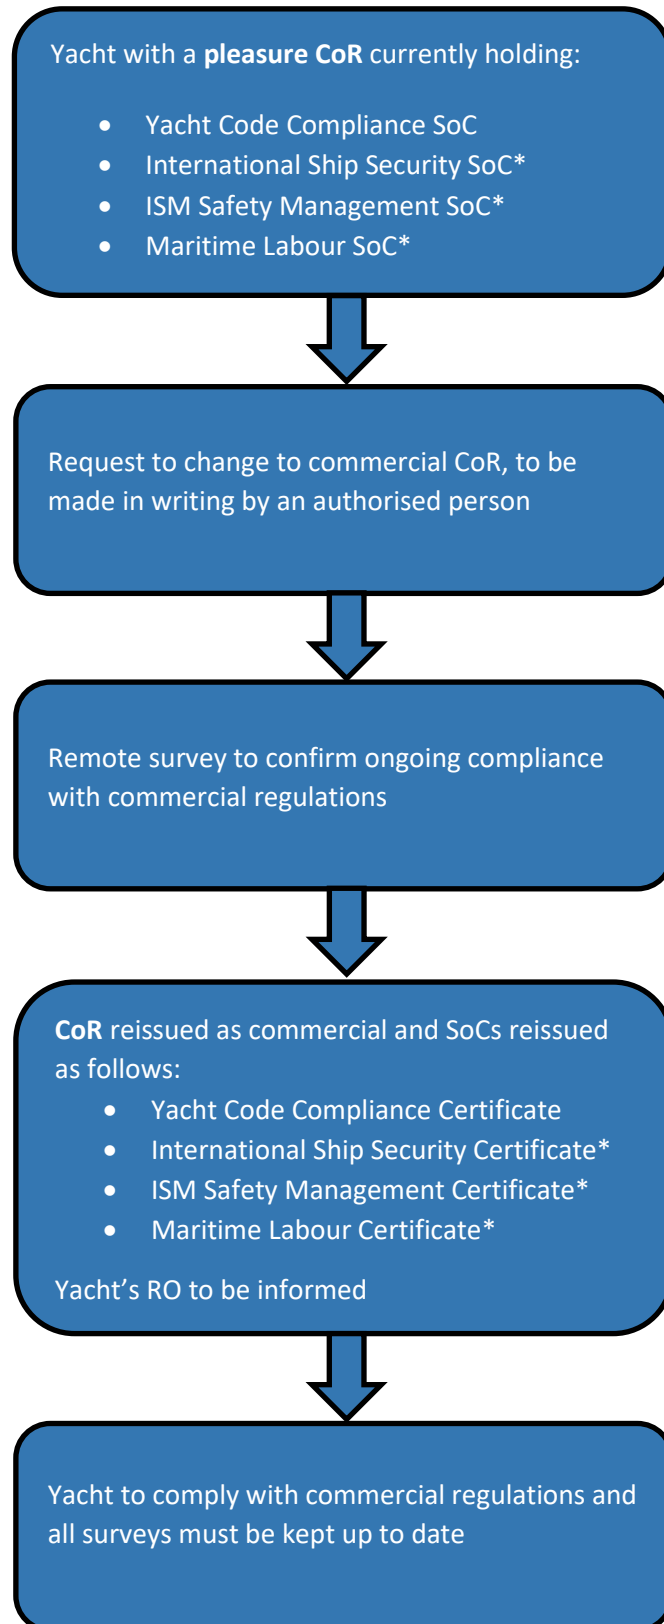 Yacht with a pleasure CoR currently holding:
• Yacht Code Compliance SoC
• International Ship Security SoC*
• ISM Safety Management SoC*
• Maritime Labour SoC*
Request to change to commercial CoR, to be
made in writing by an authorised person
Remote survey to confirm ongoing compliance
with commercial regulations
CoR reissued as commercial and SoCs reissued
as follows:
• Yacht Code Compliance Certificate
• International Ship Security Certificate*
• ISM Safety Management Certificate*
• Maritime Labour Certificate*
Yacht’s RO to be informed
Yacht to comply with commercial regulations and
all surveys must be kept up to date